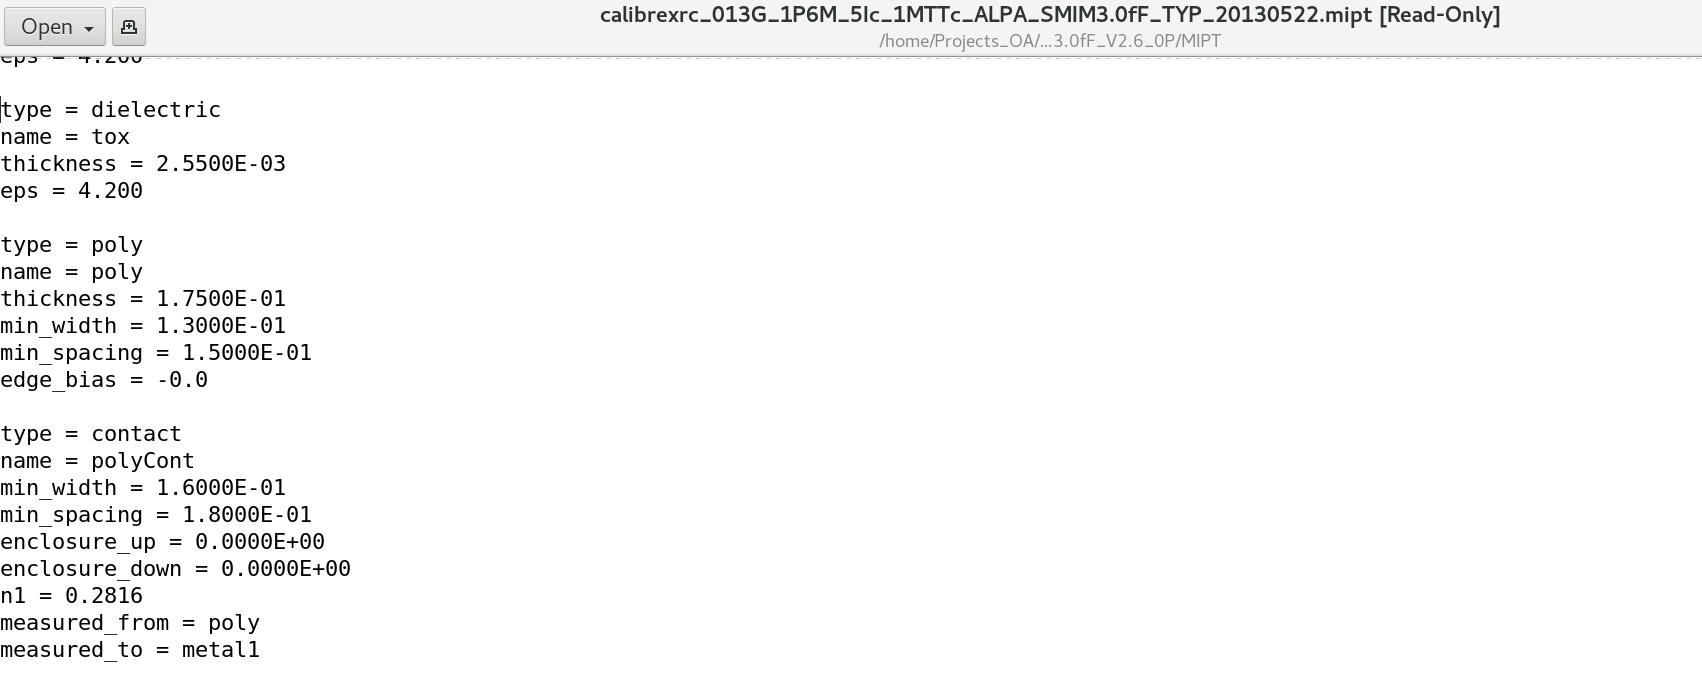 Open
calibrexrc_013G_1P6M_5Ic_1MTTc_ALPA_SMIM3.0fF_TYP_20130522.mipt [Read-Only]
/home/Projects_OA/...3.0fF_V2.6_0P/MIPT
eps = 4.200
type = dielectric
name = tox
thickness = 2.5500E-03
eps = 4.200
type = poly
name = poly
thickness = 1.7500E-01
min_width = 1.3000E-01
min_spacing = 1.5000E-01
edge_bias = -0.0
type = contact
name = polyCont
min_width = 1.6000E-01
min_spacing = 1.8000E-01
enclosure_up = 0.0000E+00
enclosure_down = 0.0000E+00
n1 = 0.2816
measured_from = poly
measured_to = metal1